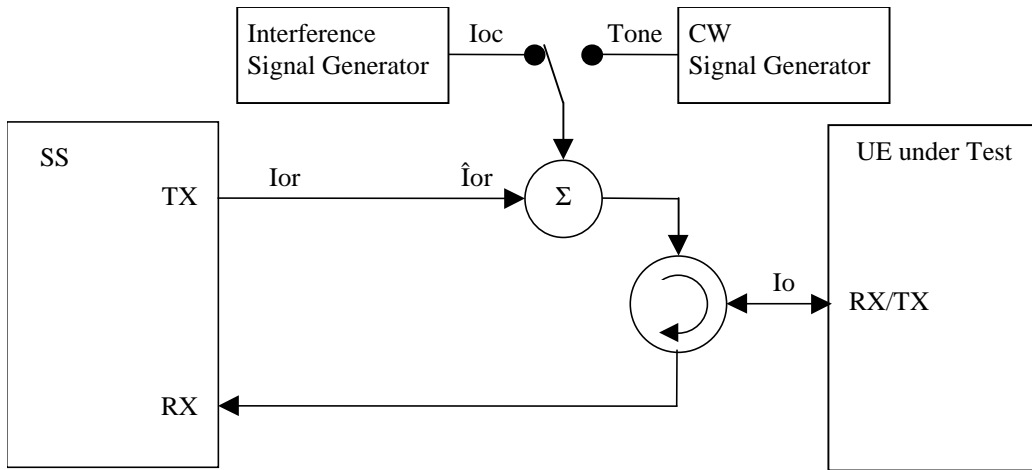 Interference
Signal Generator
Ioc
Tone
CW
Signal Generator
SS
UE under Test
TX
Ior
Îor
Σ
Io
RX/TX
RX